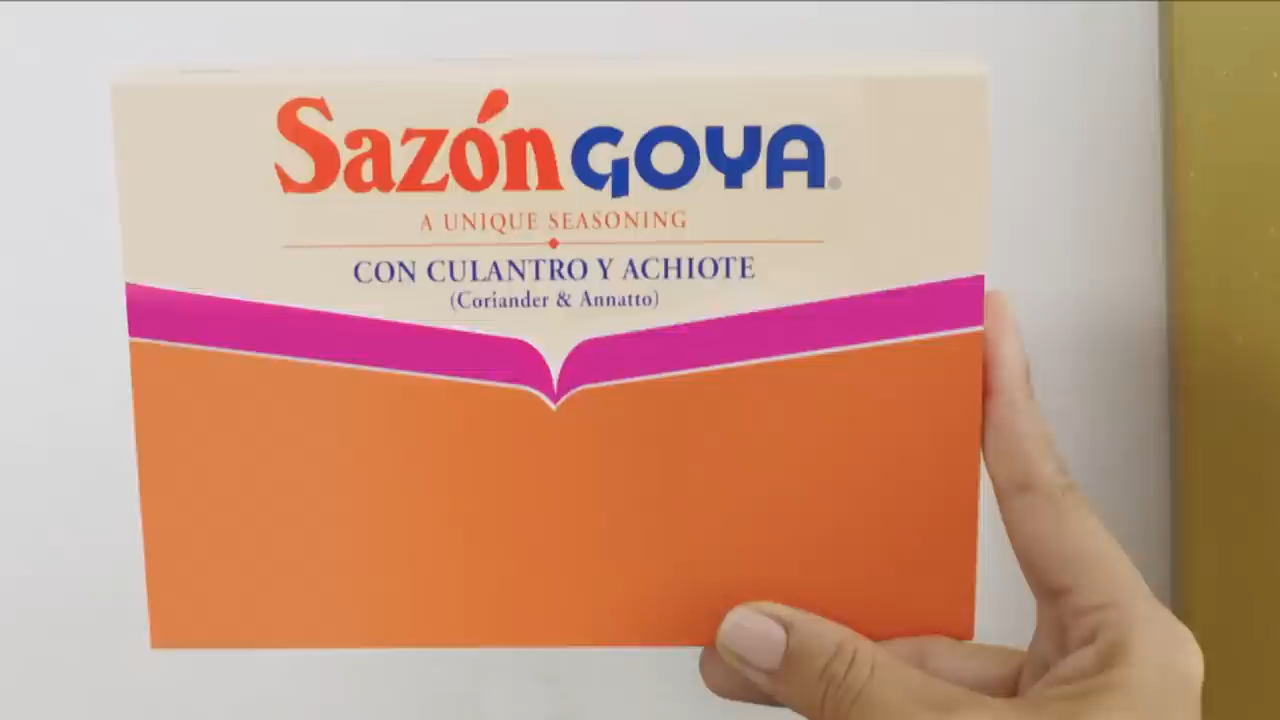 Sazón GOYA®
A UNIQUE SEASONING
CON CULANTRO Y ACHIOTE
(Coriander & Annatto)